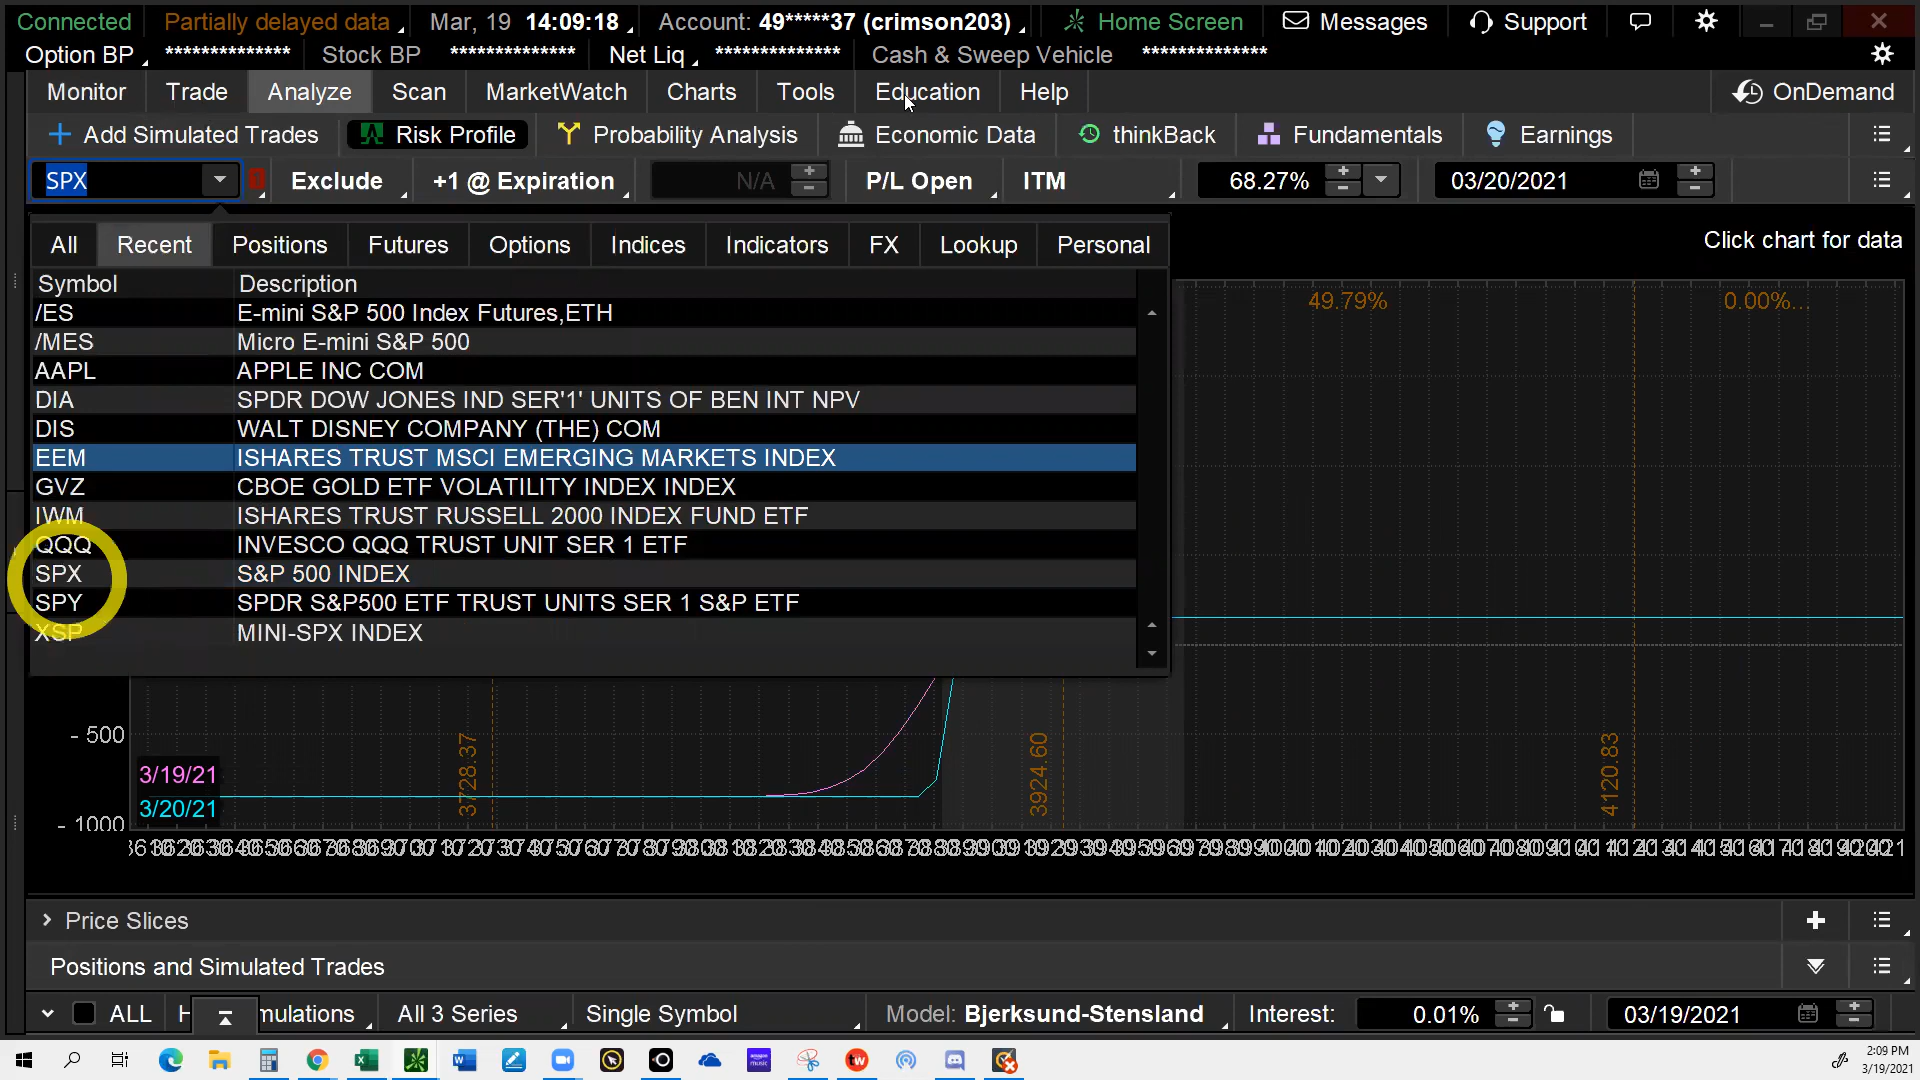 Connected Partially delayed data Mar, 19 14:09:18 Account: 49*****37 (crimson203) Home Screen Messages Support
Option BP ************** Stock BP ************** Net Liq ************** Cash & Sweep Vehicle **************
Monitor Trade Analyze Scan MarketWatch Charts Tools Education Help OnDemand
Add Simulated Trades Risk Profile Probability Analysis Economic Data thinkBack Fundamentals Earnings
SPX 1 Exclude +1 @ Expiration N/A P/L Open ITM 68.27% 03/20/2021
Click chart for data
All Recent Positions Futures Options Indices Indicators FX Lookup Personal
Symbol Description
/ES E-mini S&P 500 Index Futures,ETH
/MES Micro E-mini S&P 500
AAPL APPLE INC COM
DIA SPDR DOW JONES IND SER'1' UNITS OF BEN INT NPV
DIS WALT DISNEY COMPANY (THE) COM
EEM ISHARES TRUST MSCI EMERGING MARKETS INDEX
GVZ CBOE GOLD ETF VOLATILITY INDEX INDEX
IWM ISHARES TRUST RUSSELL 2000 INDEX FUND ETF
QQQ INVESCO QQQ TRUST UNIT SER 1 ETF
SPX S&P 500 INDEX
SPY SPDR S&P500 ETF TRUST UNITS SER 1 S&P ETF
XSP MINI-SPX INDEX
49.79% 0.00%...
- 500
- 1000
3/19/21
3/20/21
3728.37
3924.60
4120.83
Price Slices
Positions and Simulated Trades
ALL mulations All 3 Series Single Symbol Model: Bjerksund-Stensland Interest: 0.01% 03/19/2021
2:09 PM
3/19/2021